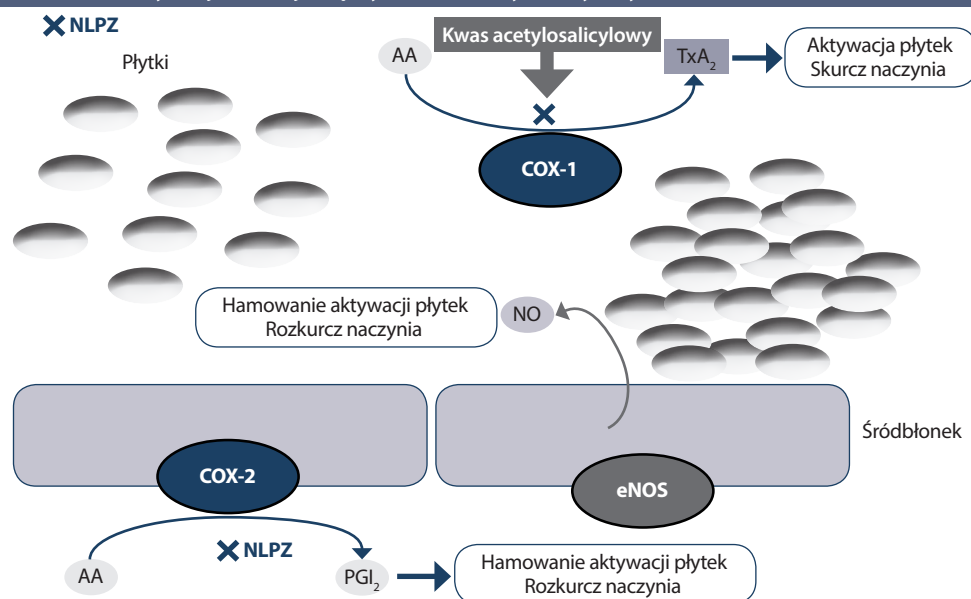 NLPZ
Płytki
AA
Kwas acetylosalicylowy
TxA2
Aktywacja płytek
Skurcz naczynia
COX-1
Hamowanie aktywacji płytek
Rozkurcz naczynia
NO
Śródbłonek
COX-2
eNOS
NLPZ
AA
PGI2
Hamowanie aktywacji płytek
Rozkurcz naczynia